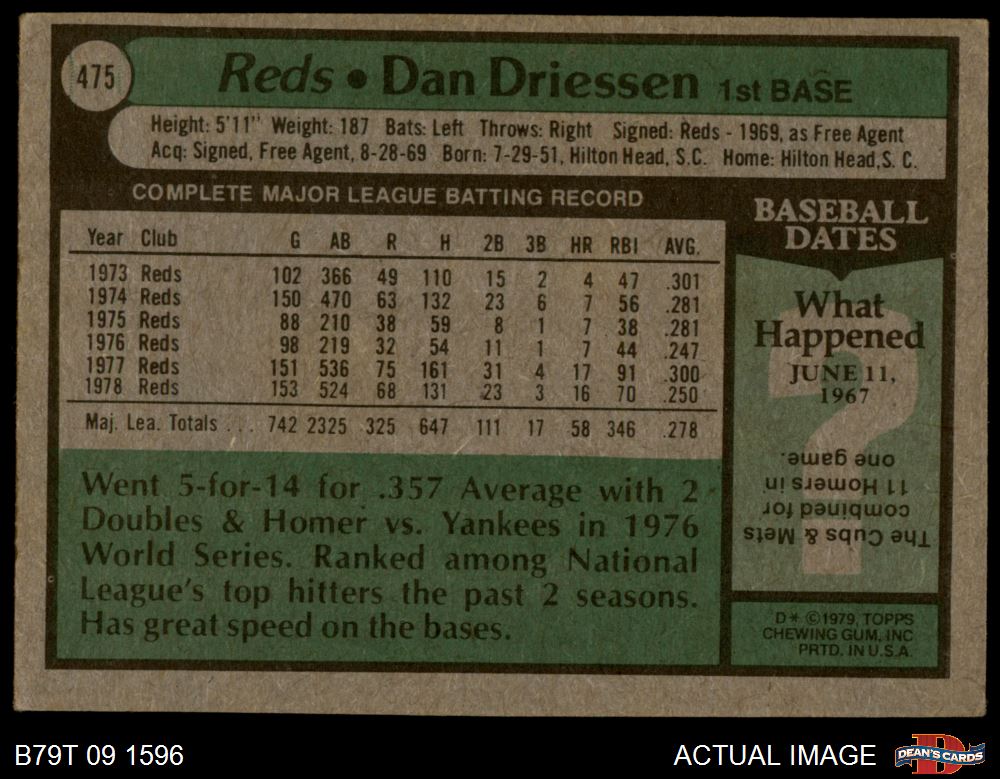 475
Reds • Dan Driessen 1st BASE
Height: 5'11" Weight: 187 Bats: Left Throws: Right Signed: Reds - 1969, as Free Agent
Acq: Signed, Free Agent, 8-28-69 Born: 7-29-51, Hilton Head, S.C. Home: Hilton Head, S. C.
COMPLETE MAJOR LEAGUE BATTING RECORD
Year Club G AB R H 2B 3B HR RBI AVG.
1973 Reds 102 366 49 110 15 2 4 47 .301
1974 Reds 150 470 63 132 23 6 7 56 .281
1975 Reds 88 210 38 59 8 1 7 38 .281
1976 Reds 98 219 32 54 11 1 7 44 .247
1977 Reds 151 536 75 161 31 4 17 91 .300
1978 Reds 153 524 68 131 23 3 16 70 .250
Maj. Lea. Totals . . . 742 2325 325 647 111 17 58 346 .278
Went 5-for-14 for .357 Average with 2
Doubles & Homer vs. Yankees in 1976
World Series. Ranked among National
League's top hitters the past 2 seasons.
Has great speed on the bases.
BASEBALL
DATES
What
Happened
JUNE 11,
1967
?
The Cubs & Mets
combined for
11 Homers in
one game.
D* ©1979, TOPPS
CHEWING GUM, INC
PRTD. IN U.S.A.
B79T 09 1596
ACTUAL IMAGE
DEAN'S CARDS